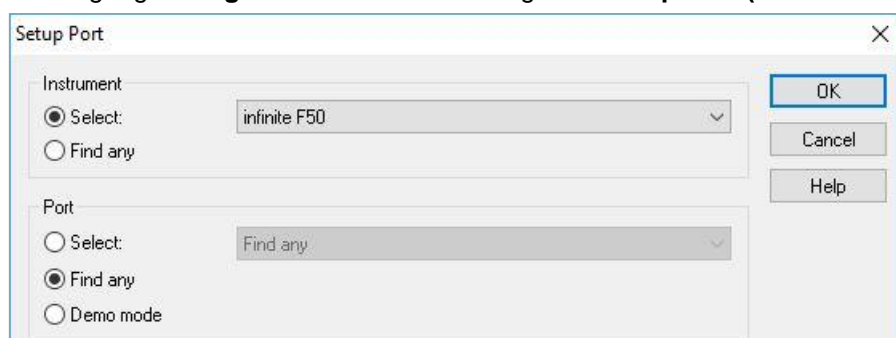 Setup Port
Instrument
OK
Select:
infinite F50
Find any
Cancel
Help
Port
Select:
Find any
Find any
Demo mode